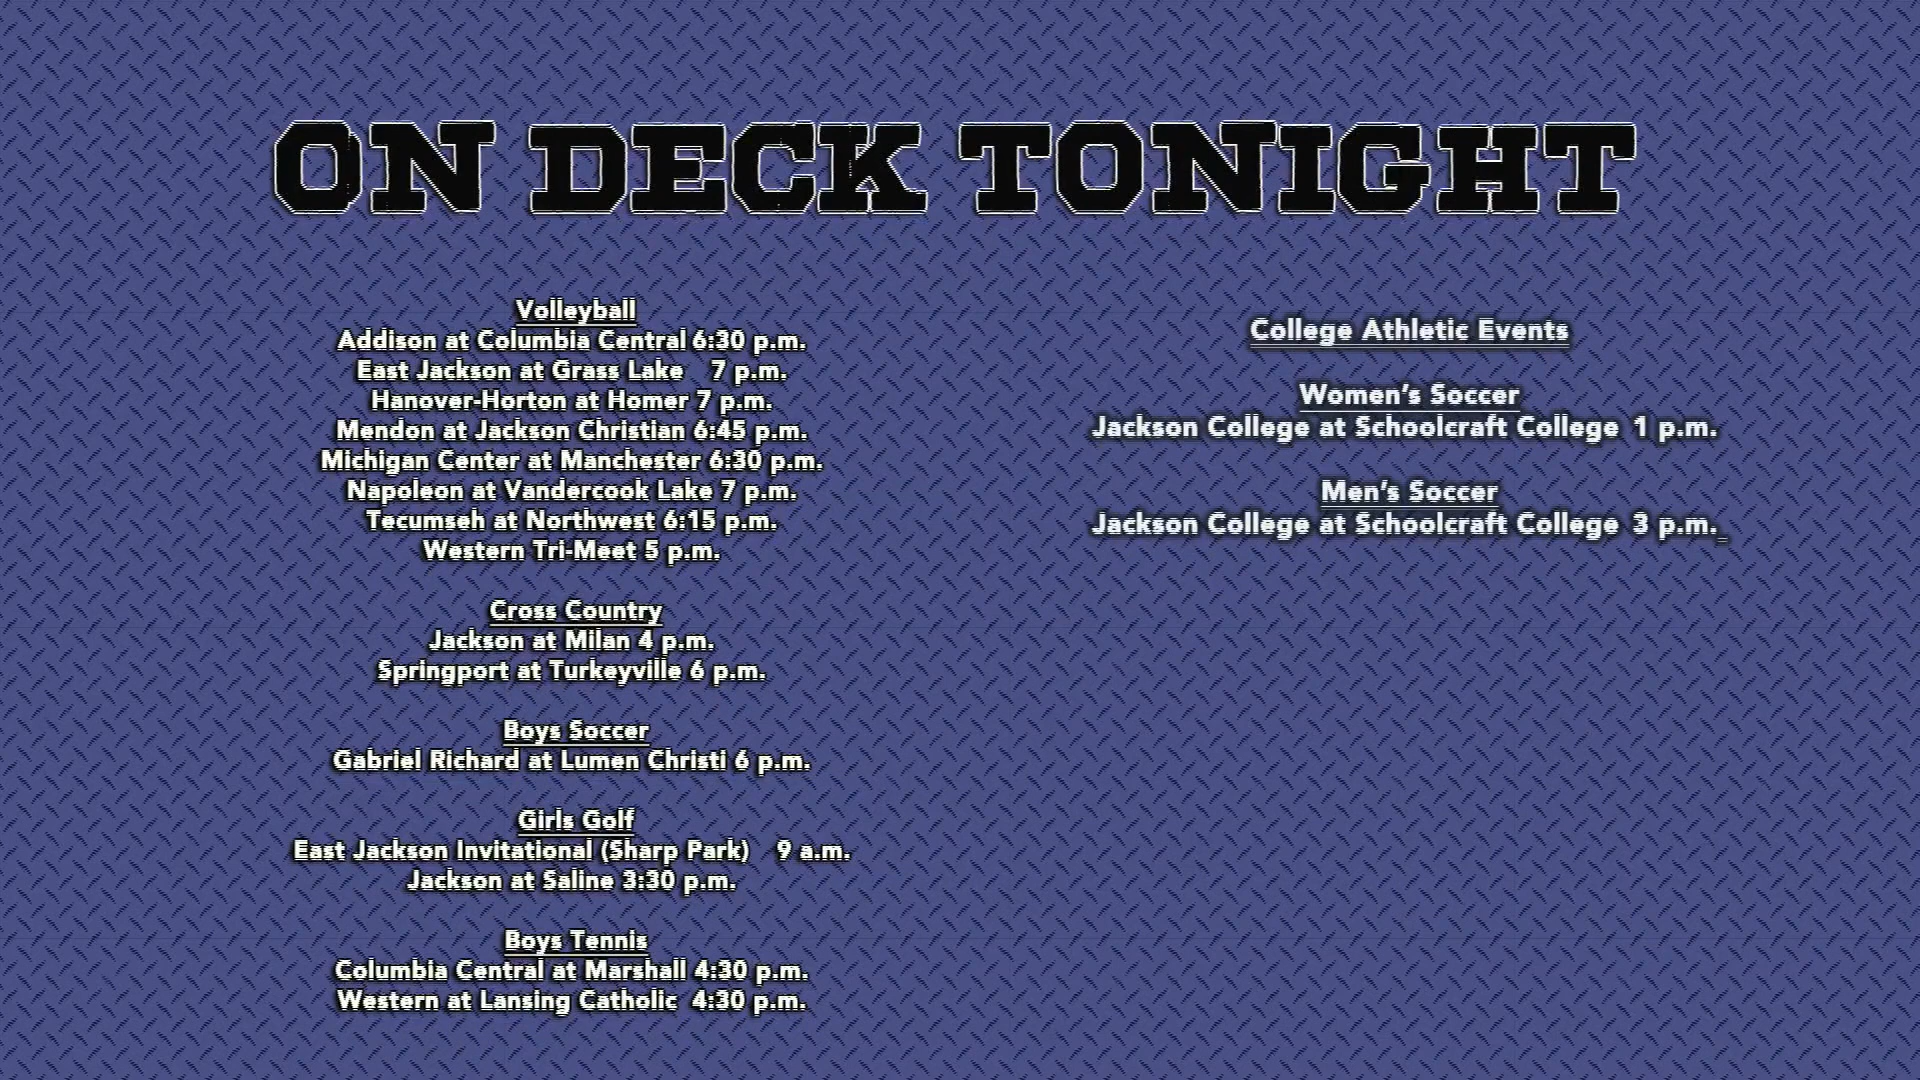 ON DECK TONIGHT
Volleyball
Addison at Columbia Central 6:30 p.m.
East Jackson at Grass Lake 7 p.m.
Hanover-Horton at Homer 7 p.m.
Mendon at Jackson Christian 6:45 p.m.
Michigan Center at Manchester 6:30 p.m.
Napoleon at Vandercook Lake 7 p.m.
Tecumseh at Northwest 6:15 p.m.
Western Tri-Meet 5 p.m.
Cross Country
Jackson at Milan 4 p.m.
Springport at Turkeyville 6 p.m.
Boys Soccer
Gabriel Richard at Lumen Christi 6 p.m.
Girls Golf
East Jackson Invitational (Sharp Park) 9 a.m.
Jackson at Saline 3:30 p.m.
Boys Tennis
Columbia Central at Marshall 4:30 p.m.
Western at Lansing Catholic 4:30 p.m.
College Athletic Events
Women’s Soccer
Jackson College at Schoolcraft College 1 p.m.
Men’s Soccer
Jackson College at Schoolcraft College 3 p.m.